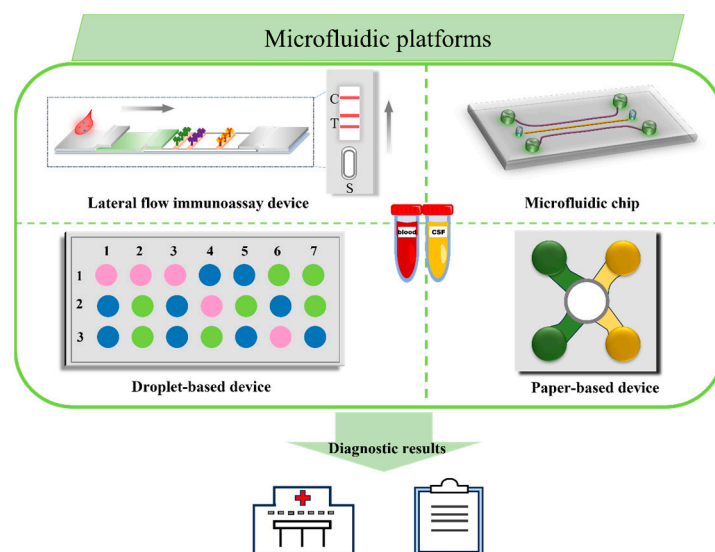 Microfluidic platforms
C
T
S
Lateral flow immunoassay device
Microfluidic chip
blood
CSF
1 2 3 4 5 6 7
1
2
3
Droplet-based device
Paper-based device
Diagnostic results